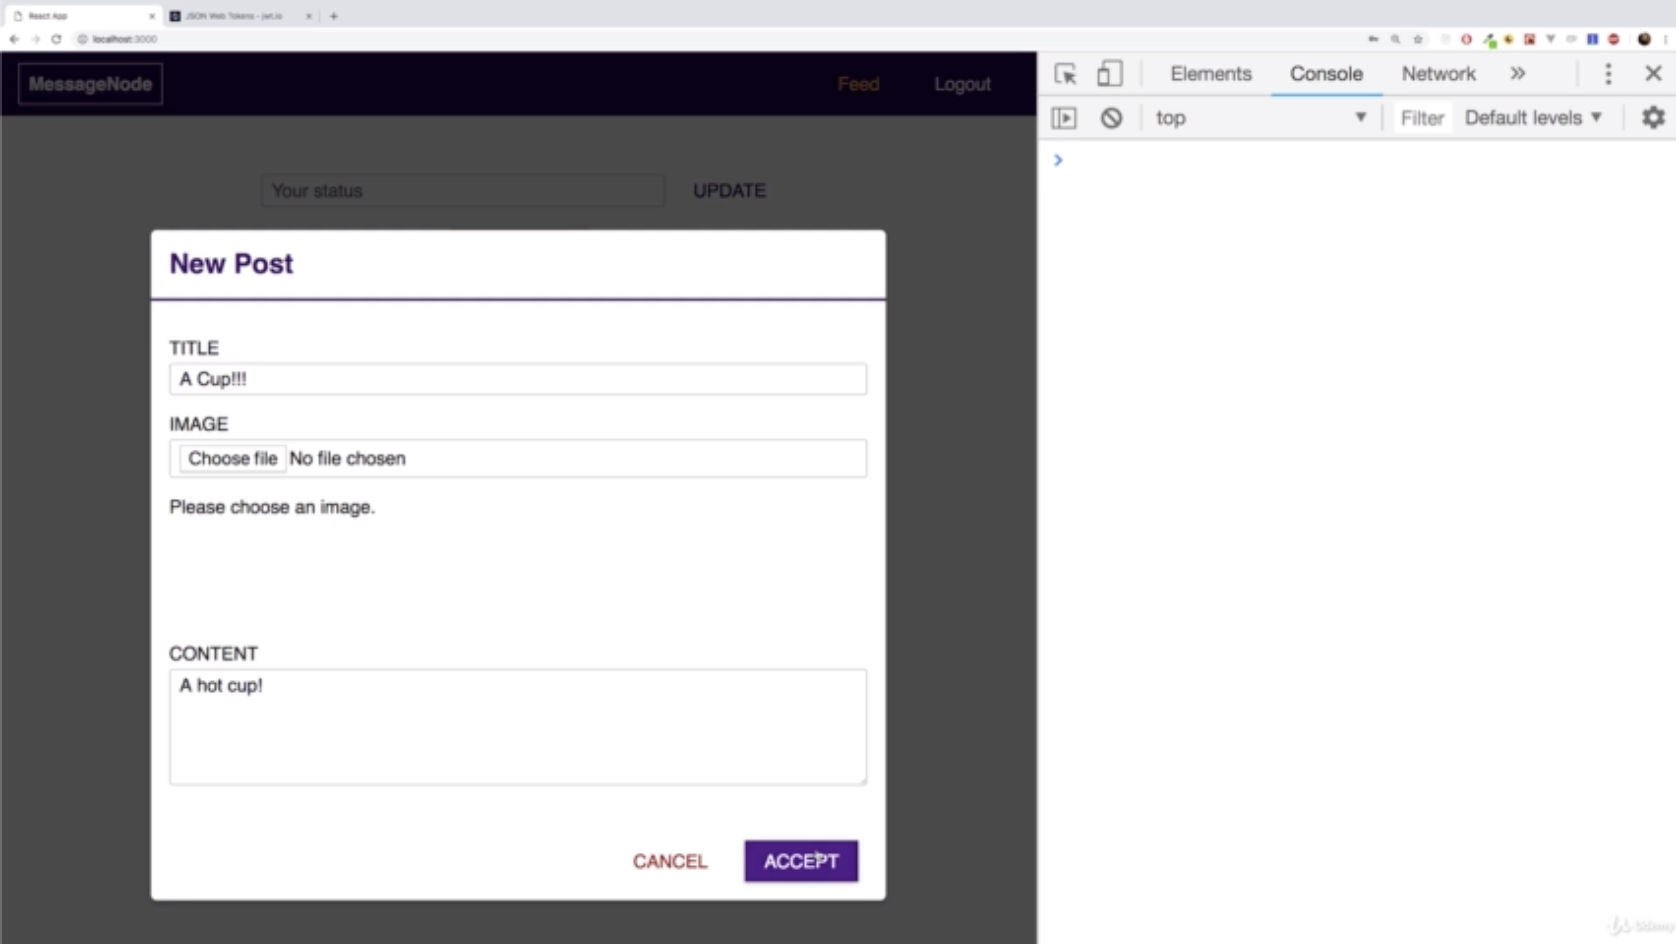 React App
JSON Web Tokens - jwt.io
localhost:3000
MessageNode
Feed
Logout
Elements
Console
Network
top
Filter
Default levels
Your status
UPDATE
New Post
TITLE
A Cup!!!
IMAGE
Choose file No file chosen
Please choose an image.
CONTENT
A hot cup!
CANCEL
ACCEPT
Udemy